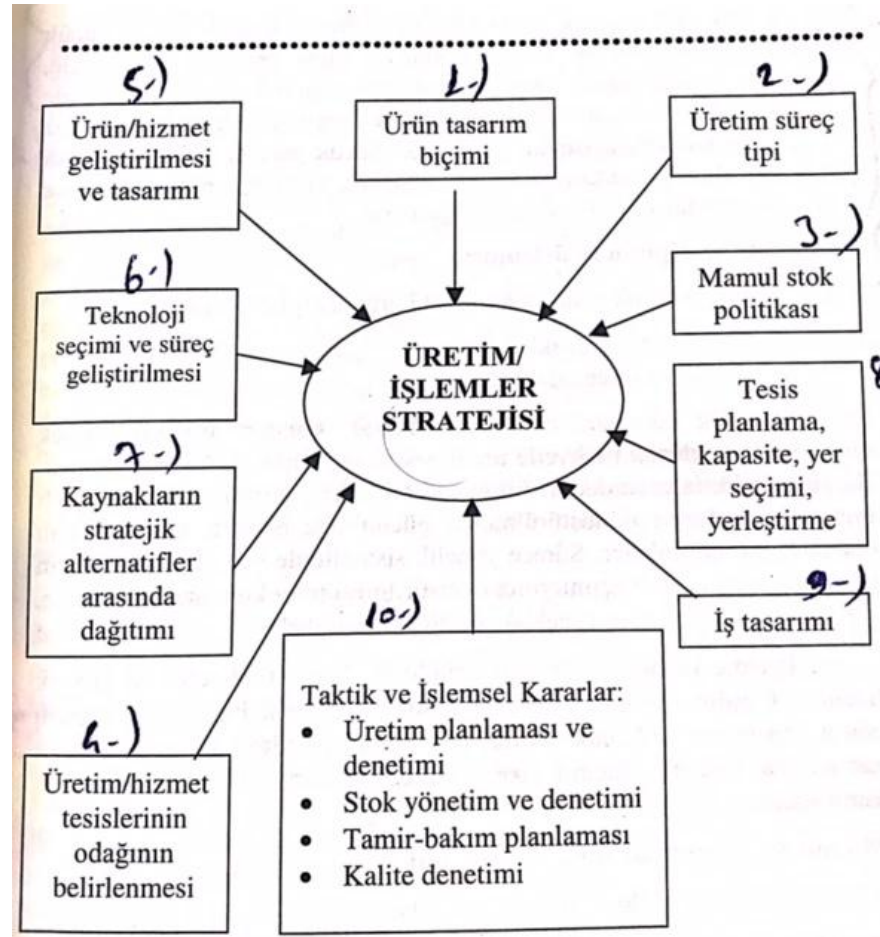 5-)
Ürün/hizmet
geliştirilmesi
ve tasarımı
1-)
Ürün tasarım
biçimi
2-)
Üretim süreç
tipi
3-)
Mamul stok
politikası
6-)
Teknoloji
seçimi ve süreç
geliştirilmesi
ÜRETİM/
İŞLEMLER
STRATEJİSİ
8
Tesis
planlama,
kapasite, yer
seçimi,
yerleştirme
7-)
Kaynakların
stratejik
alternatifler
arasında
dağıtımı
9-)
İş tasarımı
10-)
Taktik ve İşlemsel Kararlar:
• Üretim planlaması ve
denetimi
• Stok yönetim ve denetimi
• Tamir-bakım planlaması
• Kalite denetimi
4-)
Üretim/hizmet
tesislerinin
odağının
belirlenmesi